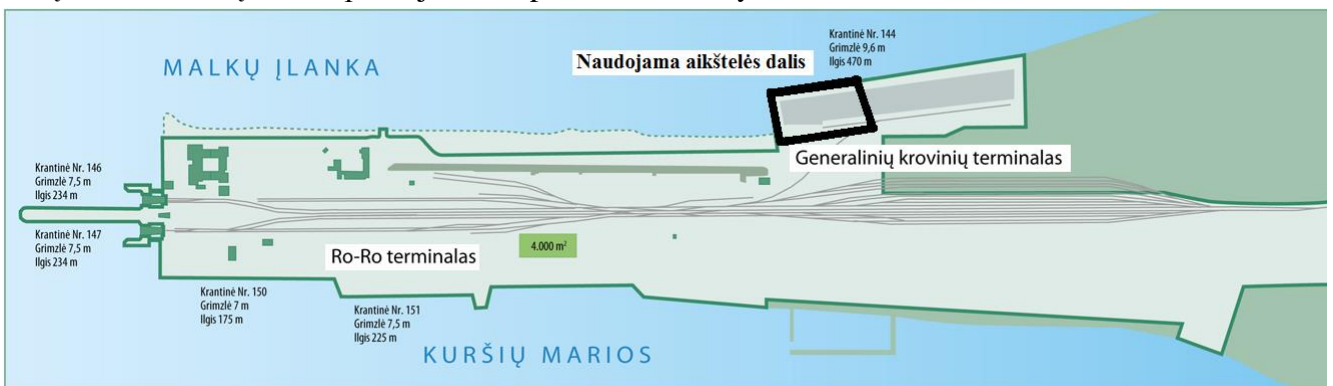 MALKŲ ĮLANKA
Naudojama aikštelės dalis
Krantinė Nr. 144
Grimzlė 9,6 m
Ilgis 470 m
Generalinių krovinių terminalas
Krantinė Nr. 146
Grimzlė 7,5 m
Ilgis 234 m
Krantinė Nr. 147
Grimzlė 7,5 m
Ilgis 234 m
Ro-Ro terminalas
4.000 m²
Krantinė Nr. 150
Grimzlė 7 m
Ilgis 175 m
Krantinė Nr. 151
Grimzlė 7,5 m
Ilgis 225 m
KURŠIŲ MARIOS